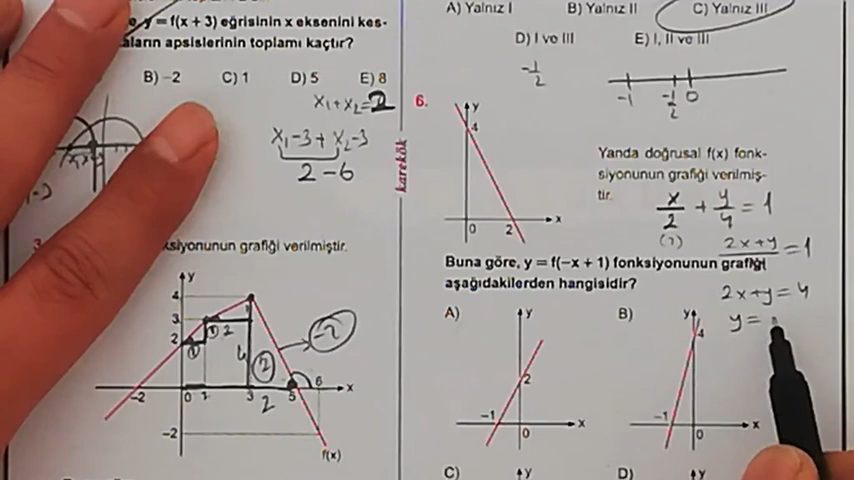 y = f(x + 3) eğrisinin x eksenini kes-
apsislerinin toplamı kaçtır?
B) -2 C) 1 D) 5 E) 8
x₁+x₂=2
x₁-3 + x₂-3
2 - 6
3.
fonksiyonunun grafiği verilmiştir.
y
4
3
2
1 2
4 2
-2
-2 0 1 3 5 6 x
2
-2
f(x)
karekök
A) Yalnız I B) Yalnız II C) Yalnız III
D) I ve III E) I, II ve III
-1/2
-1 -1/2 0
6.
y
4
0 2 x
Yanda doğrusal f(x) fonk-
siyonunun grafiği verilmiş-
tir.
x/2 + y/4 = 1
(2)
2x+y/4 = 1
2x+y = 4
y =
Buna göre, y = f(-x + 1) fonksiyonunun grafiği
aşağıdakilerden hangisidir?
A) y
2
-1 0 x
B) y
4
-1 0 x
C) y
D) y